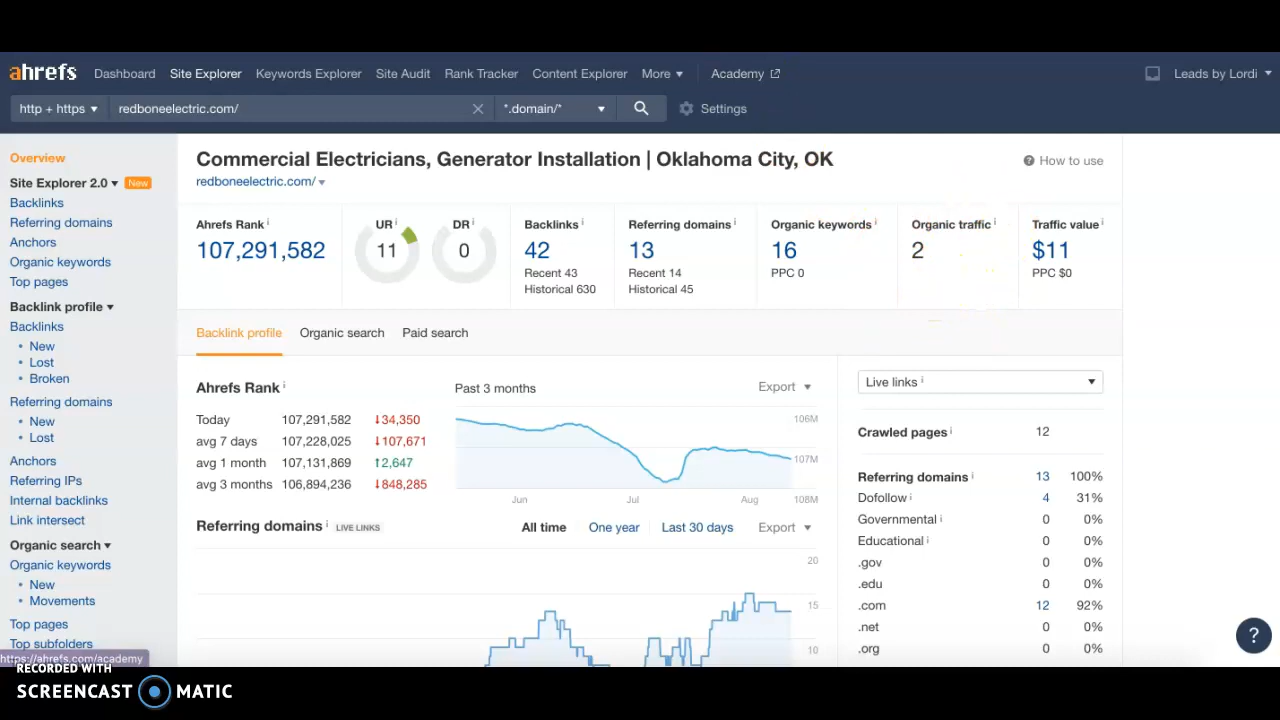 ahrefs Dashboard Site Explorer Keywords Explorer Site Audit Rank Tracker Content Explorer More Academy Leads by Lordi
http + https redboneelectric.com/ *.domain/* Settings
Overview
Site Explorer 2.0 New
Backlinks
Referring domains
Anchors
Organic keywords
Top pages
Backlink profile
Backlinks
• New
• Lost
• Broken
Referring domains
• New
• Lost
Anchors
Referring IPs
Internal backlinks
Link intersect
Organic search
Organic keywords
• New
• Movements
Top pages
Top subfolders
https://ahrefs.com/academy
Commercial Electricians, Generator Installation | Oklahoma City, OK
How to use
redboneelectric.com/
Ahrefs Rank i
107,291,582
UR i
11
DR i
0
Backlinks i
42
Recent 43
Historical 630
Referring domains i
13
Recent 14
Historical 45
Organic keywords i
16
PPC 0
Organic traffic i
2
Traffic value i
$11
PPC $0
Backlink profile Organic search Paid search
Ahrefs Rank i Past 3 months Export
Today 107,291,582 ↓34,350
avg 7 days 107,228,025 ↓107,671
avg 1 month 107,131,869 ↑2,647
avg 3 months 106,894,236 ↓848,285
106M
107M
108M
Jun Jul Aug
Referring domains i LIVE LINKS All time One year Last 30 days Export
20
15
10
Live links i
Crawled pages i 12
Referring domains i 13 100%
Dofollow i 4 31%
Governmental i 0 0%
Educational i 0 0%
.gov 0 0%
.edu 0 0%
.com 12 92%
.net 0 0%
.org 0 0%
?
RECORDED WITH
SCREENCAST MATIC